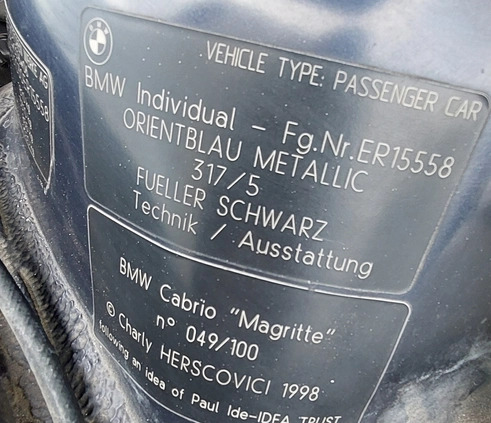 BMW
VEHICLE TYPE: PASSENGER CAR
BMW Individual - Fg.Nr.ER15558
ORIENTBLAU METALLIC
317/5
FUELLER SCHWARZ
Technik / Ausstattung
BMW Cabrio "Magritte"
n° 049/100
© Charly HERSCOVICI 1998
following an idea of Paul Ide-IDEA TRUST